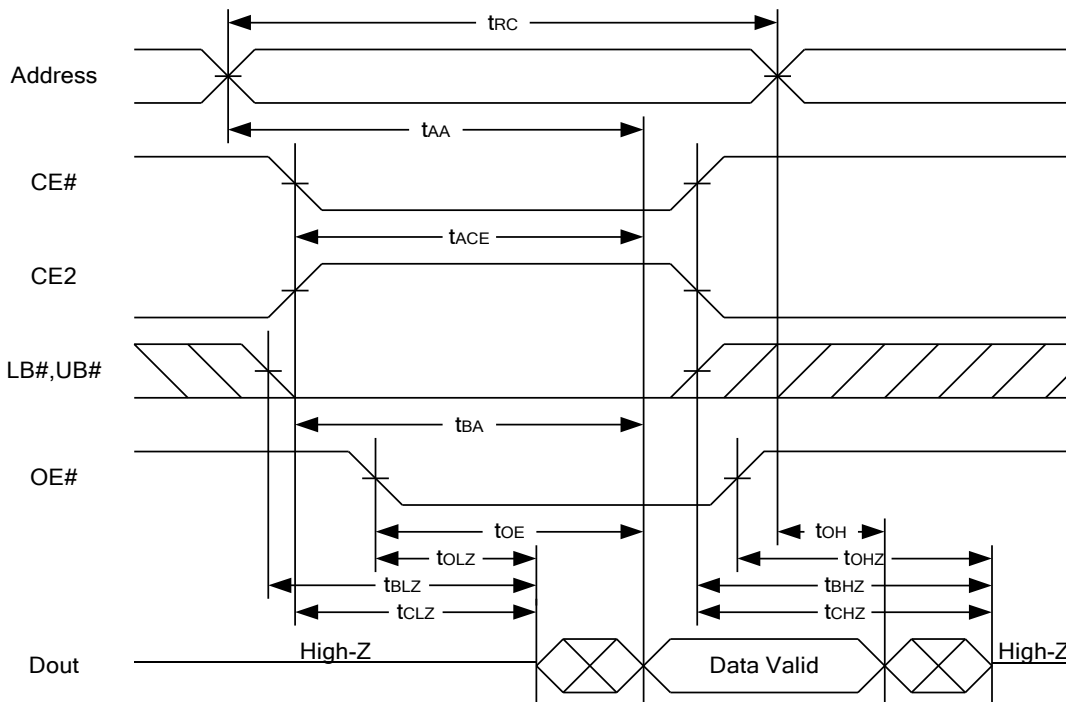 tRC
Address
tAA
CE#
tACE
CE2
LB#,UB#
tBA
OE#
tOE
tOH
tOLZ
tOHZ
tBLZ
tBHZ
tCLZ
tCHZ
Dout
High-Z
Data Valid
High-Z